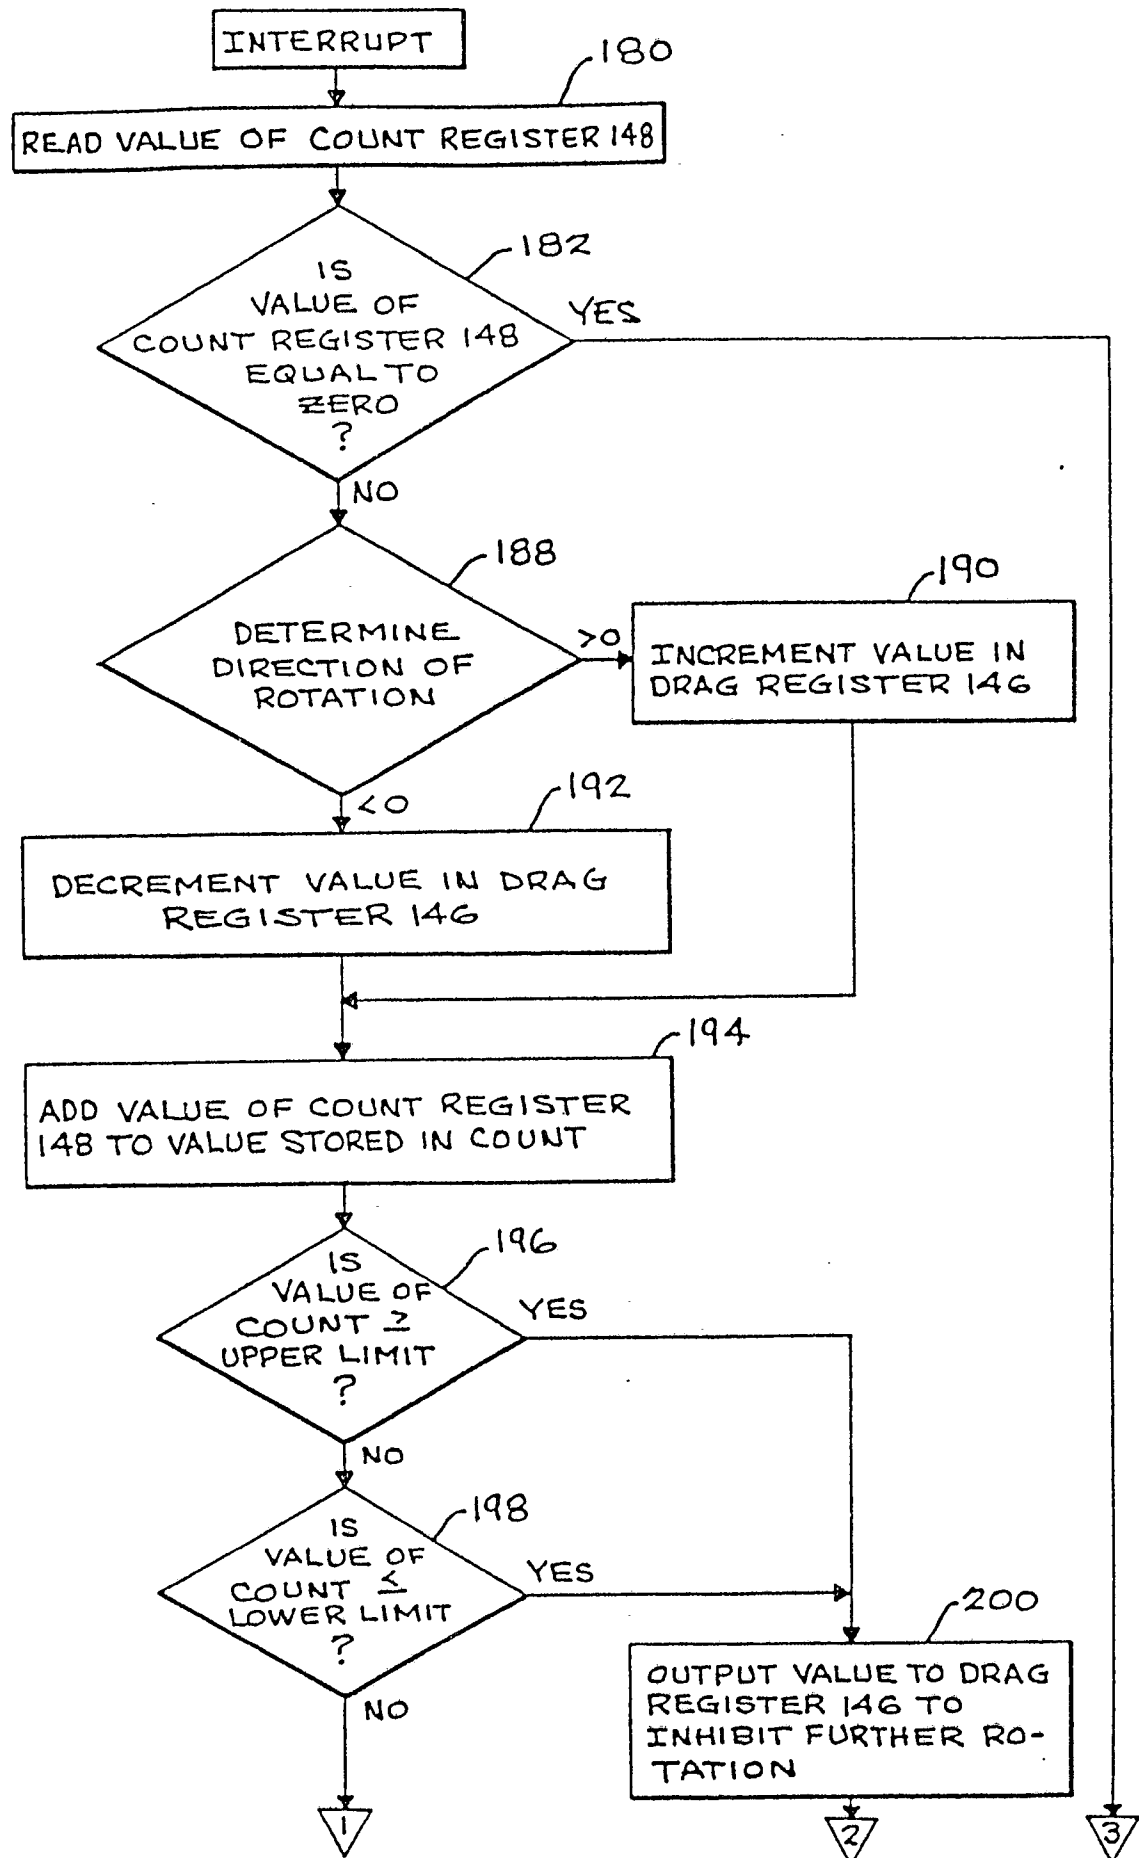 INTERRUPT
180
READ VALUE OF COUNT REGISTER 148
182
IS
VALUE OF
COUNT REGISTER 148
EQUAL TO
ZERO
?
YES
NO
188
DETERMINE
DIRECTION OF
ROTATION
>0
190
INCREMENT VALUE IN
DRAG REGISTER 146
<0
192
DECREMENT VALUE IN DRAG
REGISTER 146
194
ADD VALUE OF COUNT REGISTER
148 TO VALUE STORED IN COUNT
196
IS
VALUE OF
COUNT ≥
UPPER LIMIT
?
YES
NO
198
IS
VALUE OF
COUNT ≤
LOWER LIMIT
?
YES
NO
200
OUTPUT VALUE TO DRAG
REGISTER 146 TO
INHIBIT FURTHER RO-
TATION
1
2
3